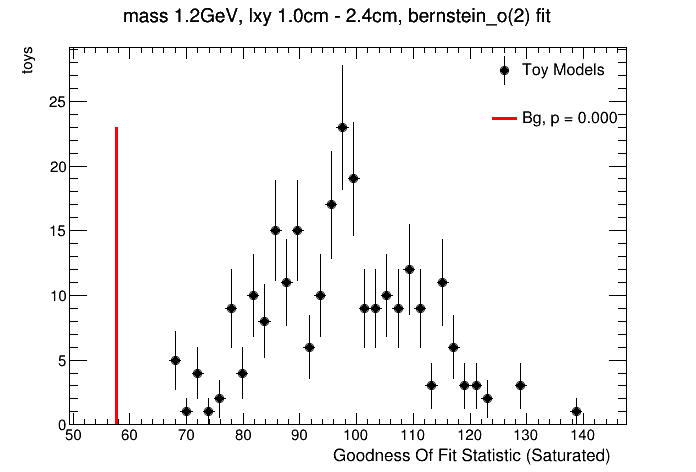 mass 1.2GeV, lxy 1.0cm - 2.4cm, bernstein_o(2) fit
toys
Toy Models
Bg, p = 0.000
25
20
15
10
5
0
50 60 70 80 90 100 110 120 130 140
Goodness Of Fit Statistic (Saturated)